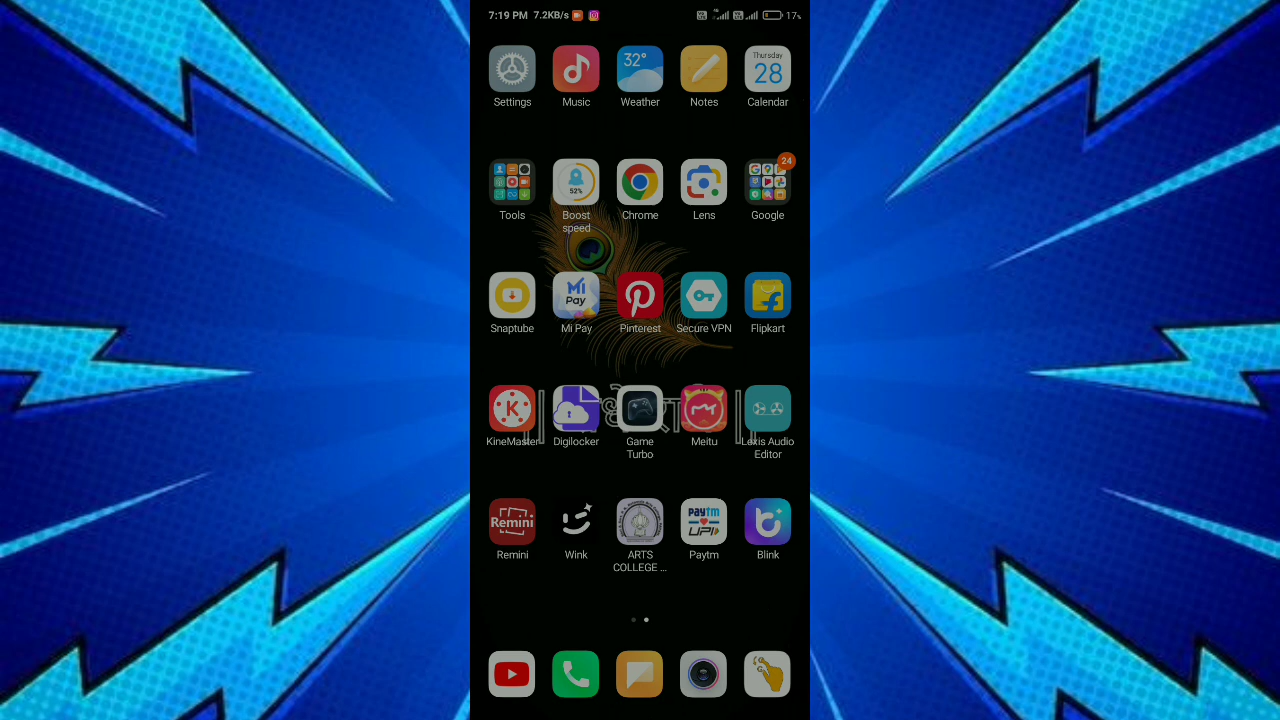 7:19 PM 7.2KB/s 17%
Settings Music Weather Notes Calendar
32°
Thursday
28
24
52%
Tools Boost speed Chrome Lens Google
Mi
Pay
Snaptube Mi Pay Pinterest Secure VPN Flipkart
K
KineMaster Digilocker Game Turbo Meitu Lexis Audio Editor
Remini
Paytm
UPI
Remini Wink ARTS COLLEGE ... Paytm Blink